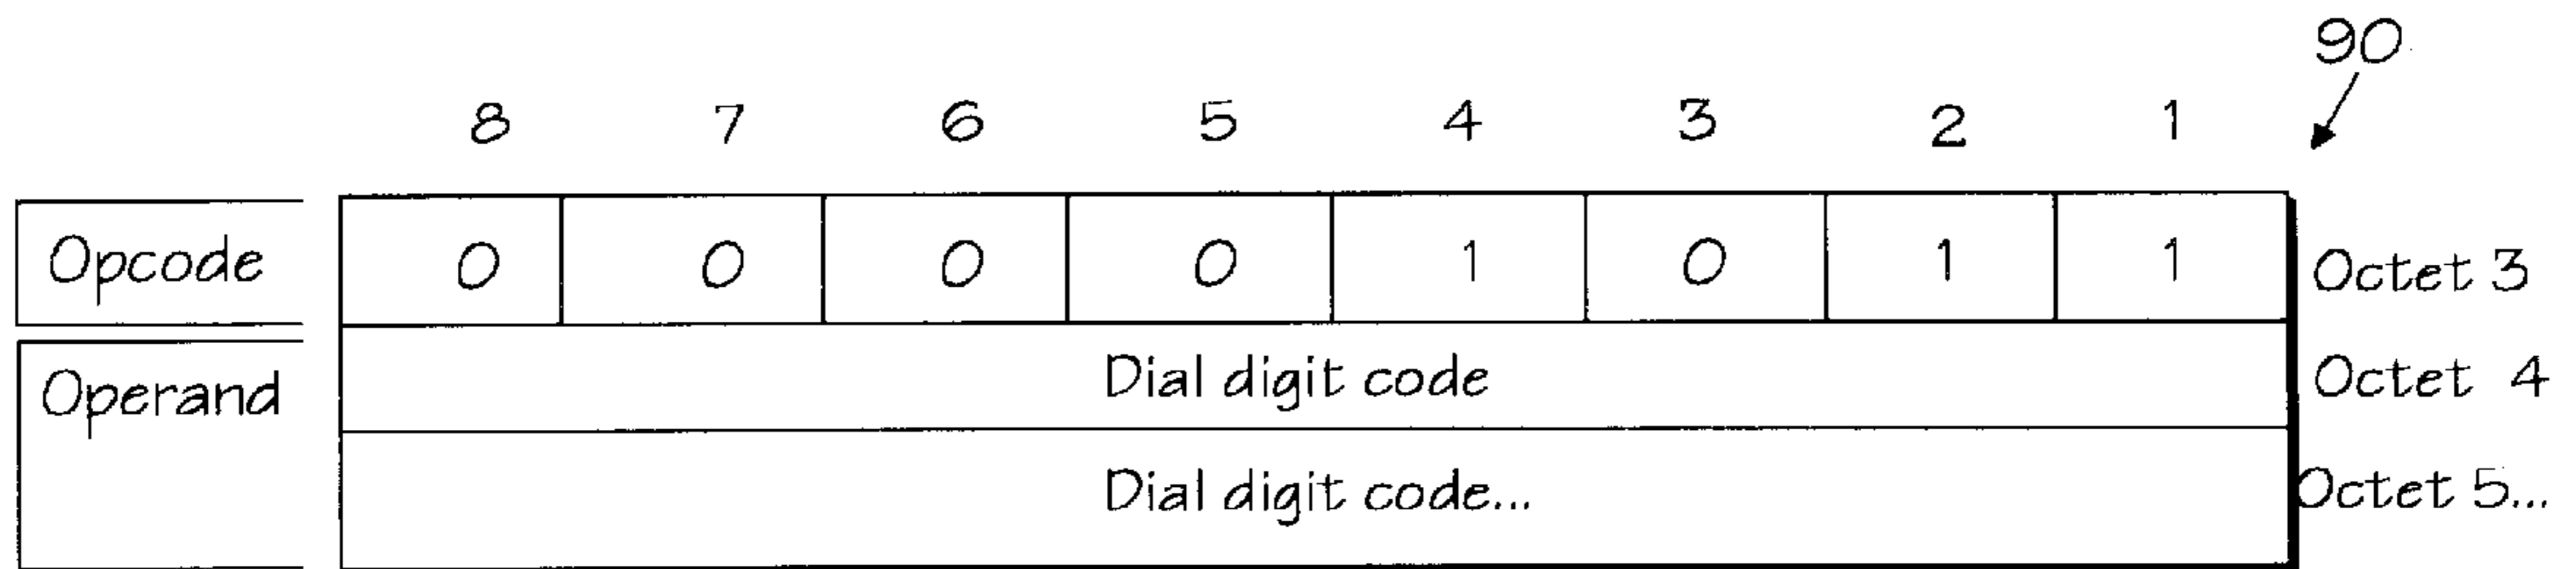 90
8 7 6 5 4 3 2 1
Opcode 0 0 0 0 1 0 1 1 Octet 3
Operand Dial digit code Octet 4
Dial digit code... Octet 5...